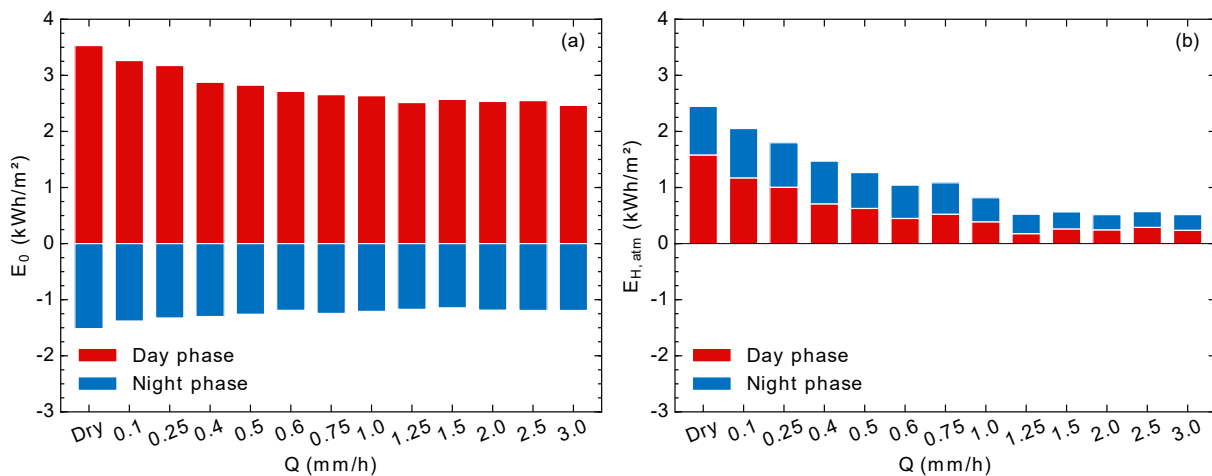 (a)
E₀ (kWh/m²)
4
3
2
1
0
-1
-2
-3
Day phase
Night phase
Dry 0.1 0.25 0.4 0.5 0.6 0.75 1.0 1.25 1.5 2.0 2.5 3.0
Q (mm/h)
(b)
E_H, atm (kWh/m²)
4
3
2
1
0
-1
-2
-3
Day phase
Night phase
Dry 0.1 0.25 0.4 0.5 0.6 0.75 1.0 1.25 1.5 2.0 2.5 3.0
Q (mm/h)